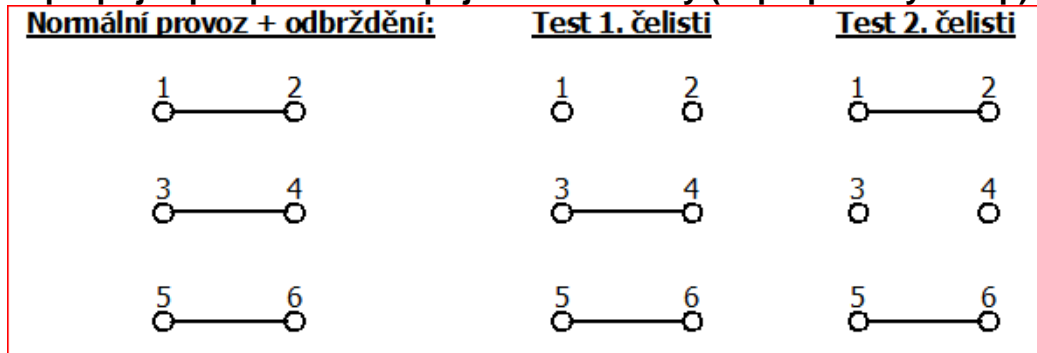 Normální provoz + odbrždění: Test 1. čelisti Test 2. čelisti
1 2 1 2 1 2
3 4 3 4 3 4
5 6 5 6 5 6